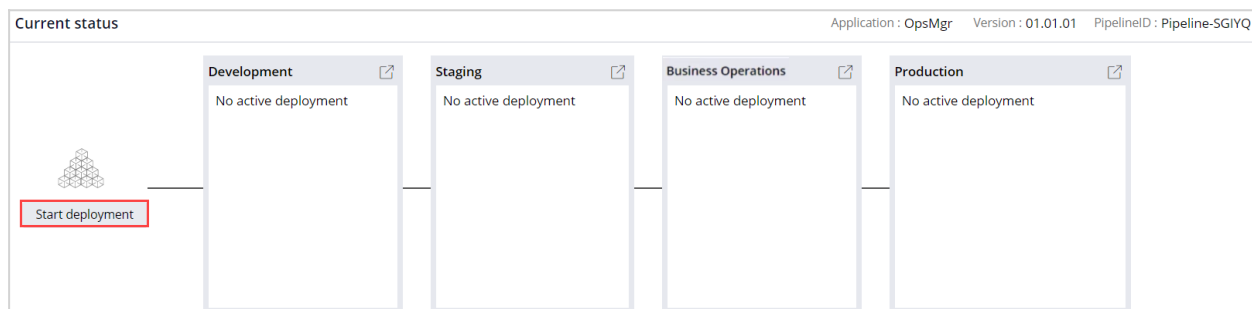 Current status
Application : OpsMgr Version : 01.01.01 PipelineID : Pipeline-SGIYQ
Development
No active deployment
Staging
No active deployment
Business Operations
No active deployment
Production
No active deployment
Start deployment